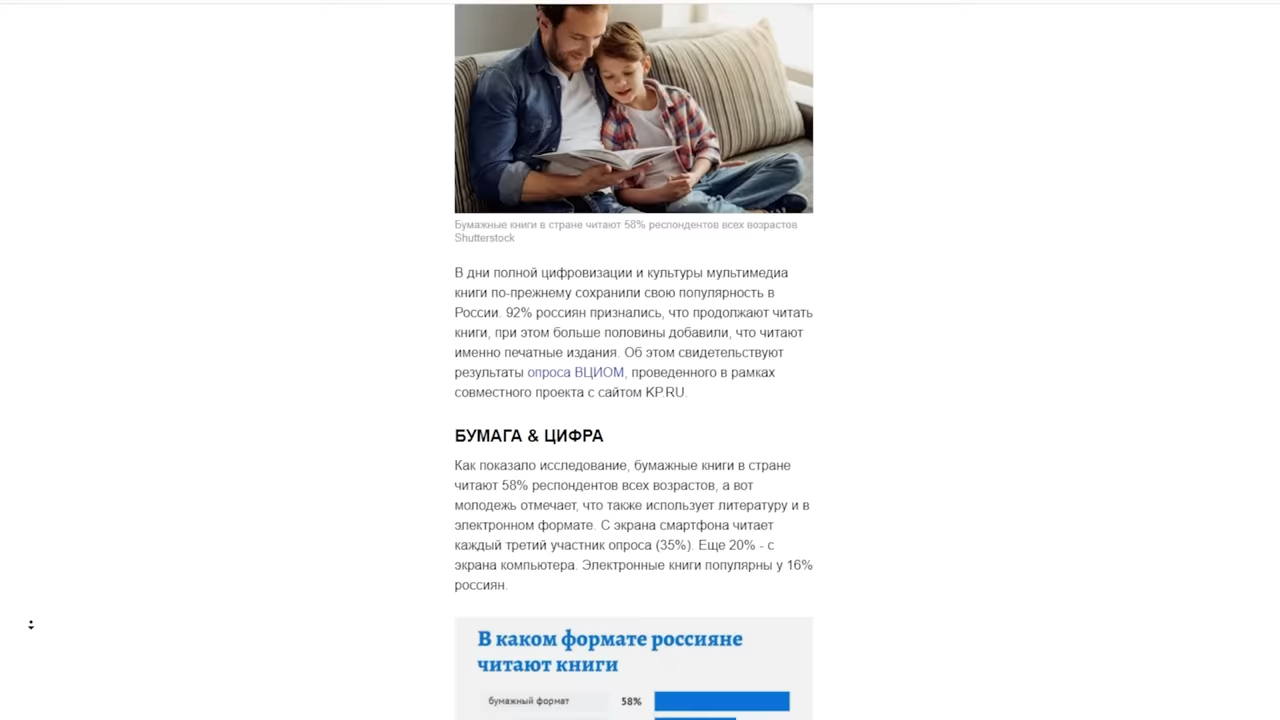 Бумажные книги в стране читают 58% респондентов всех возрастов
Shutterstock
В дни полной цифровизации и культуры мультимедиа
книги по-прежнему сохранили свою популярность в
России. 92% россиян признались, что продолжают читать
книги, при этом больше половины добавили, что читают
именно печатные издания. Об этом свидетельствуют
результаты опроса ВЦИОМ, проведенного в рамках
совместного проекта с сайтом KP.RU.
БУМАГА & ЦИФРА
Как показало исследование, бумажные книги в стране
читают 58% респондентов всех возрастов, а вот
молодежь отмечает, что также использует литературу и в
электронном формате. С экрана смартфона читает
каждый третий участник опроса (35%). Еще 20% - с
экрана компьютера. Электронные книги популярны у 16%
россиян.
В каком формате россияне
читают книги
бумажный формат 58%